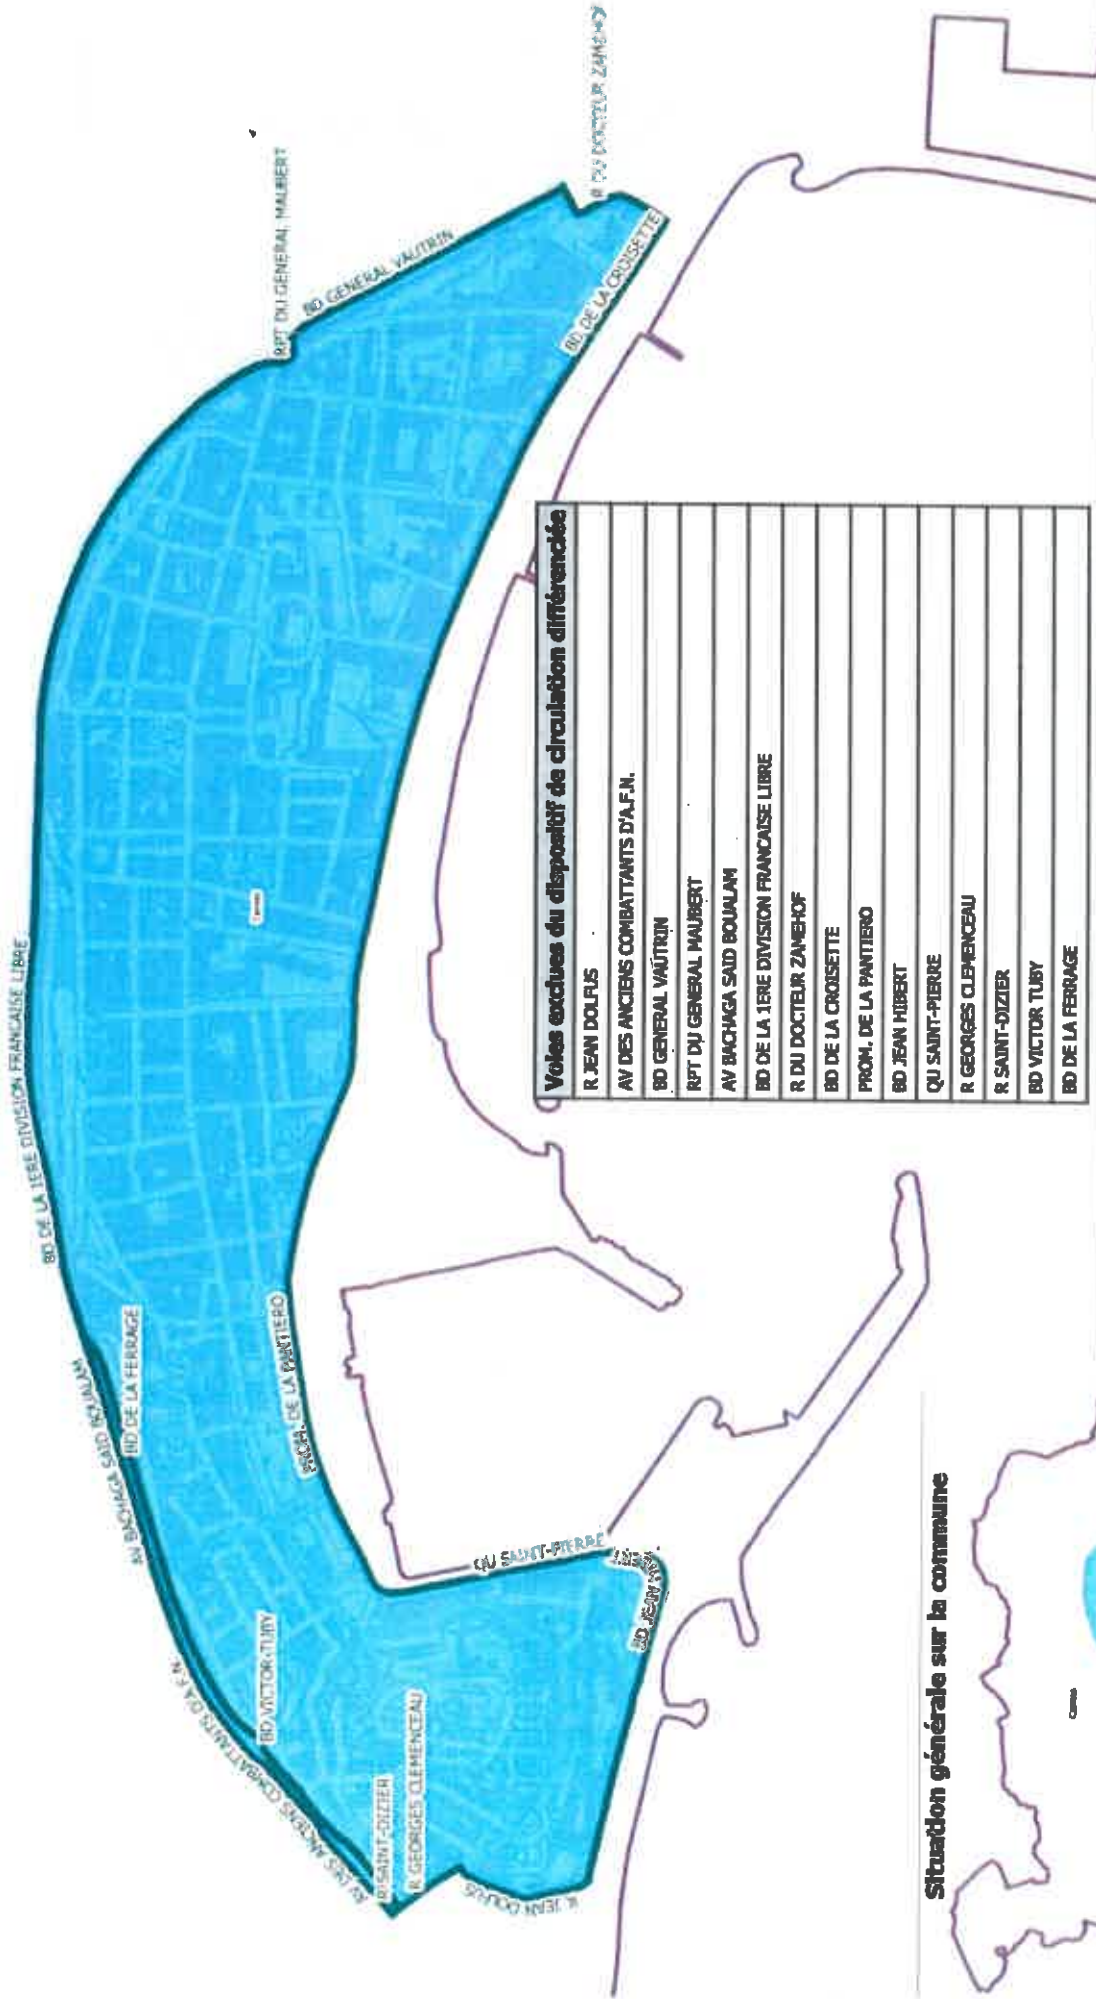 BD DE LA 1ERE DIVISION FRANCAISE LIBRE
AV BACHAGA SAID BOUALAM
BD DE LA FERRAGE
AV DES ANCIENS COMBATTANTS D'A.F.N.
BD VICTOR TUBY
R SAINT-DIZIER
R GEORGES CLEMENCEAU
R JEAN DOLFUS
PROM. DE LA PANTIERO
QU SAINT-PIERRE
BD JEAN
RPT DU GENERAL MAUBERT
BD GENERAL VAUTRIN
R DU DOCTEUR ZAMEHOF
BD DE LA CROISETTE
Cannes
Voies exclues du dispositif de circulation différenciée
R JEAN DOLFUS
AV DES ANCIENS COMBATTANTS D'A.F.N.
BD GENERAL VAUTRIN
RPT DU GENERAL MAUBERT
AV BACHAGA SAID BOUALAM
BD DE LA 1ERE DIVISION FRANCAISE LIBRE
R DU DOCTEUR ZAMEHOF
BD DE LA CROISETTE
PROM. DE LA PANTIERO
BD JEAN HIBERT
QU SAINT-PIERRE
R GEORGES CLEMENCEAU
R SAINT-DIZIER
BD VICTOR TUBY
BD DE LA FERRAGE
Situation générale sur la commune
Cannes